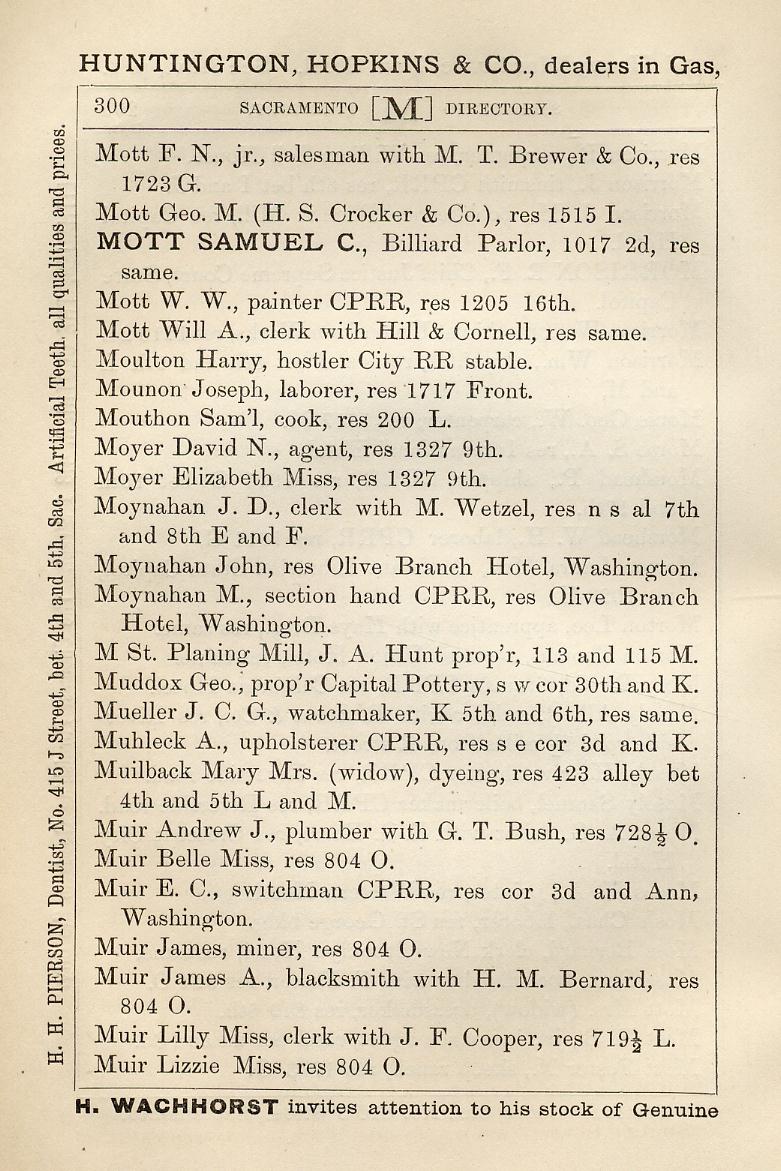 HUNTINGTON, HOPKINS & CO., dealers in Gas,
300 SACRAMENTO [M] DIRECTORY.
Mott F. N., jr., salesman with M. T. Brewer & Co., res
1723 G.
Mott Geo. M. (H. S. Crocker & Co.), res 1515 I.
MOTT SAMUEL C., Billiard Parlor, 1017 2d, res
same.
Mott W. W., painter CPRR, res 1205 16th.
Mott Will A., clerk with Hill & Cornell, res same.
Moulton Harry, hostler City RR stable.
Mounon Joseph, laborer, res 1717 Front.
Mouthon Sam'l, cook, res 200 L.
Moyer David N., agent, res 1327 9th.
Moyer Elizabeth Miss, res 1327 9th.
Moynahan J. D., clerk with M. Wetzel, res n s al 7th
and 8th E and F.
Moynahan John, res Olive Branch Hotel, Washington.
Moynahan M., section hand CPRR, res Olive Branch
Hotel, Washington.
M St. Planing Mill, J. A. Hunt prop'r, 113 and 115 M.
Muddox Geo., prop'r Capital Pottery, s w cor 30th and K.
Mueller J. C. G., watchmaker, K 5th and 6th, res same.
Muhleck A., upholsterer CPRR, res s e cor 3d and K.
Muilback Mary Mrs. (widow), dyeing, res 423 alley bet
4th and 5th L and M.
Muir Andrew J., plumber with G. T. Bush, res 728½ O.
Muir Belle Miss, res 804 O.
Muir E. C., switchman CPRR, res cor 3d and Ann,
Washington.
Muir James, miner, res 804 O.
Muir James A., blacksmith with H. M. Bernard, res
804 O.
Muir Lilly Miss, clerk with J. F. Cooper, res 719½ L.
Muir Lizzie Miss, res 804 O.
H. WACHHORST invites attention to his stock of Genuine
H. H. PIERSON, Dentist, No. 415 J Street, bet. 4th and 5th, Sac. Artificial Teeth, all qualities and prices.